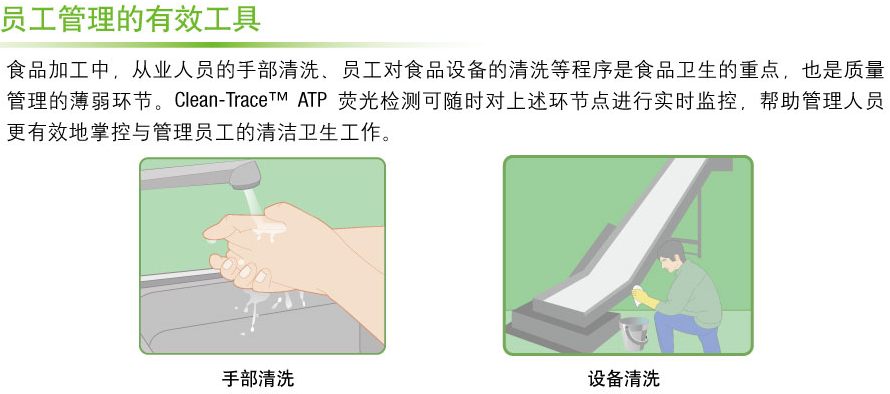 员工管理的有效工具
食品加工中，从业人员的手部清洗、员工对食品设备的清洗等程序是食品卫生的重点，也是质量
管理的薄弱环节。Clean-Trace™ ATP 荧光检测可随时对上述环节点进行实时监控，帮助管理人员
更有效地掌控与管理员工的清洁卫生工作。
手部清洗
设备清洗